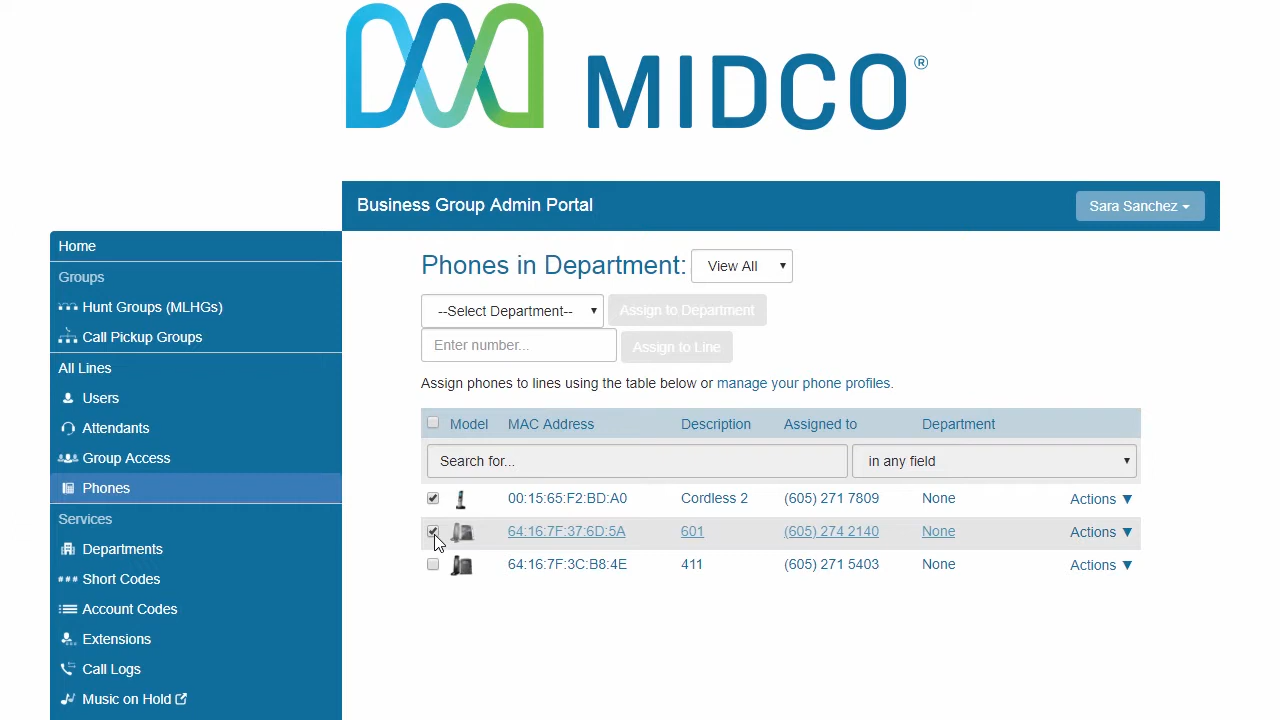 MIDCO®
Business Group Admin Portal
Sara Sanchez
Home
Groups
Hunt Groups (MLHGs)
Call Pickup Groups
All Lines
Users
Attendants
Group Access
Phones
Services
Departments
Short Codes
Account Codes
Extensions
Call Logs
Music on Hold
Phones in Department: View All
--Select Department-- Assign to Department
Enter number... Assign to Line
Assign phones to lines using the table below or manage your phone profiles.
Model MAC Address Description Assigned to Department
Search for... in any field
00:15:65:F2:BD:A0 Cordless 2 (605) 271 7809 None Actions ▼
64:16:7F:37:6D:5A 601 (605) 274 2140 None Actions ▼
64:16:7F:3C:B8:4E 411 (605) 271 5403 None Actions ▼